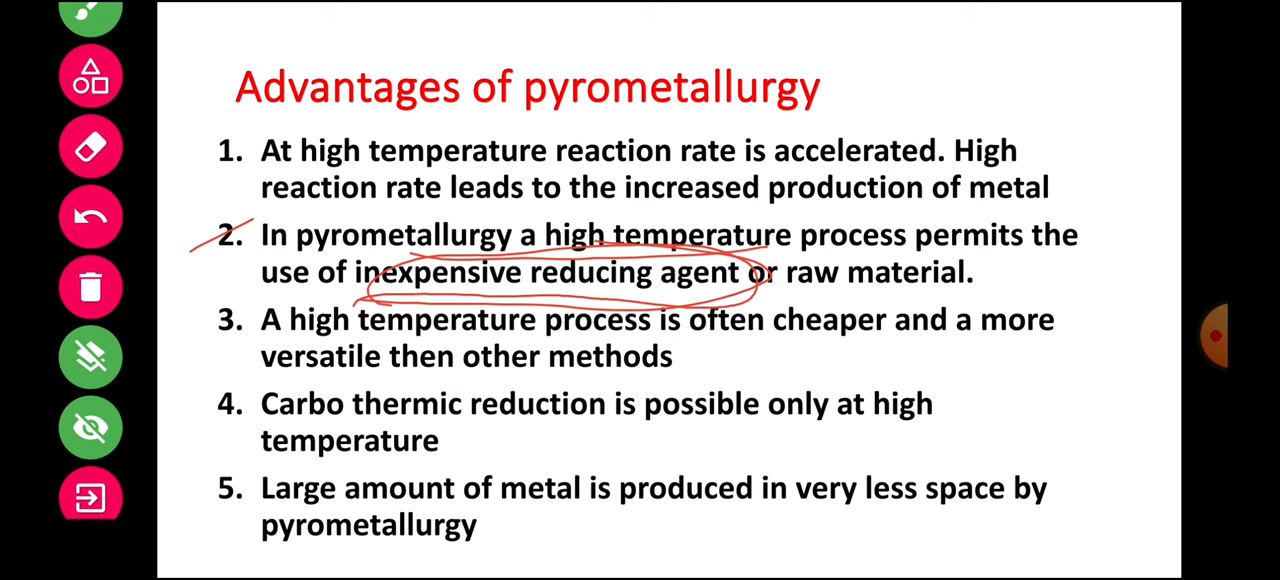 Advantages of pyrometallurgy
1. At high temperature reaction rate is accelerated. High
reaction rate leads to the increased production of metal
2. In pyrometallurgy a high temperature process permits the
use of inexpensive reducing agent or raw material.
3. A high temperature process is often cheaper and a more
versatile then other methods
4. Carbo thermic reduction is possible only at high
temperature
5. Large amount of metal is produced in very less space by
pyrometallurgy